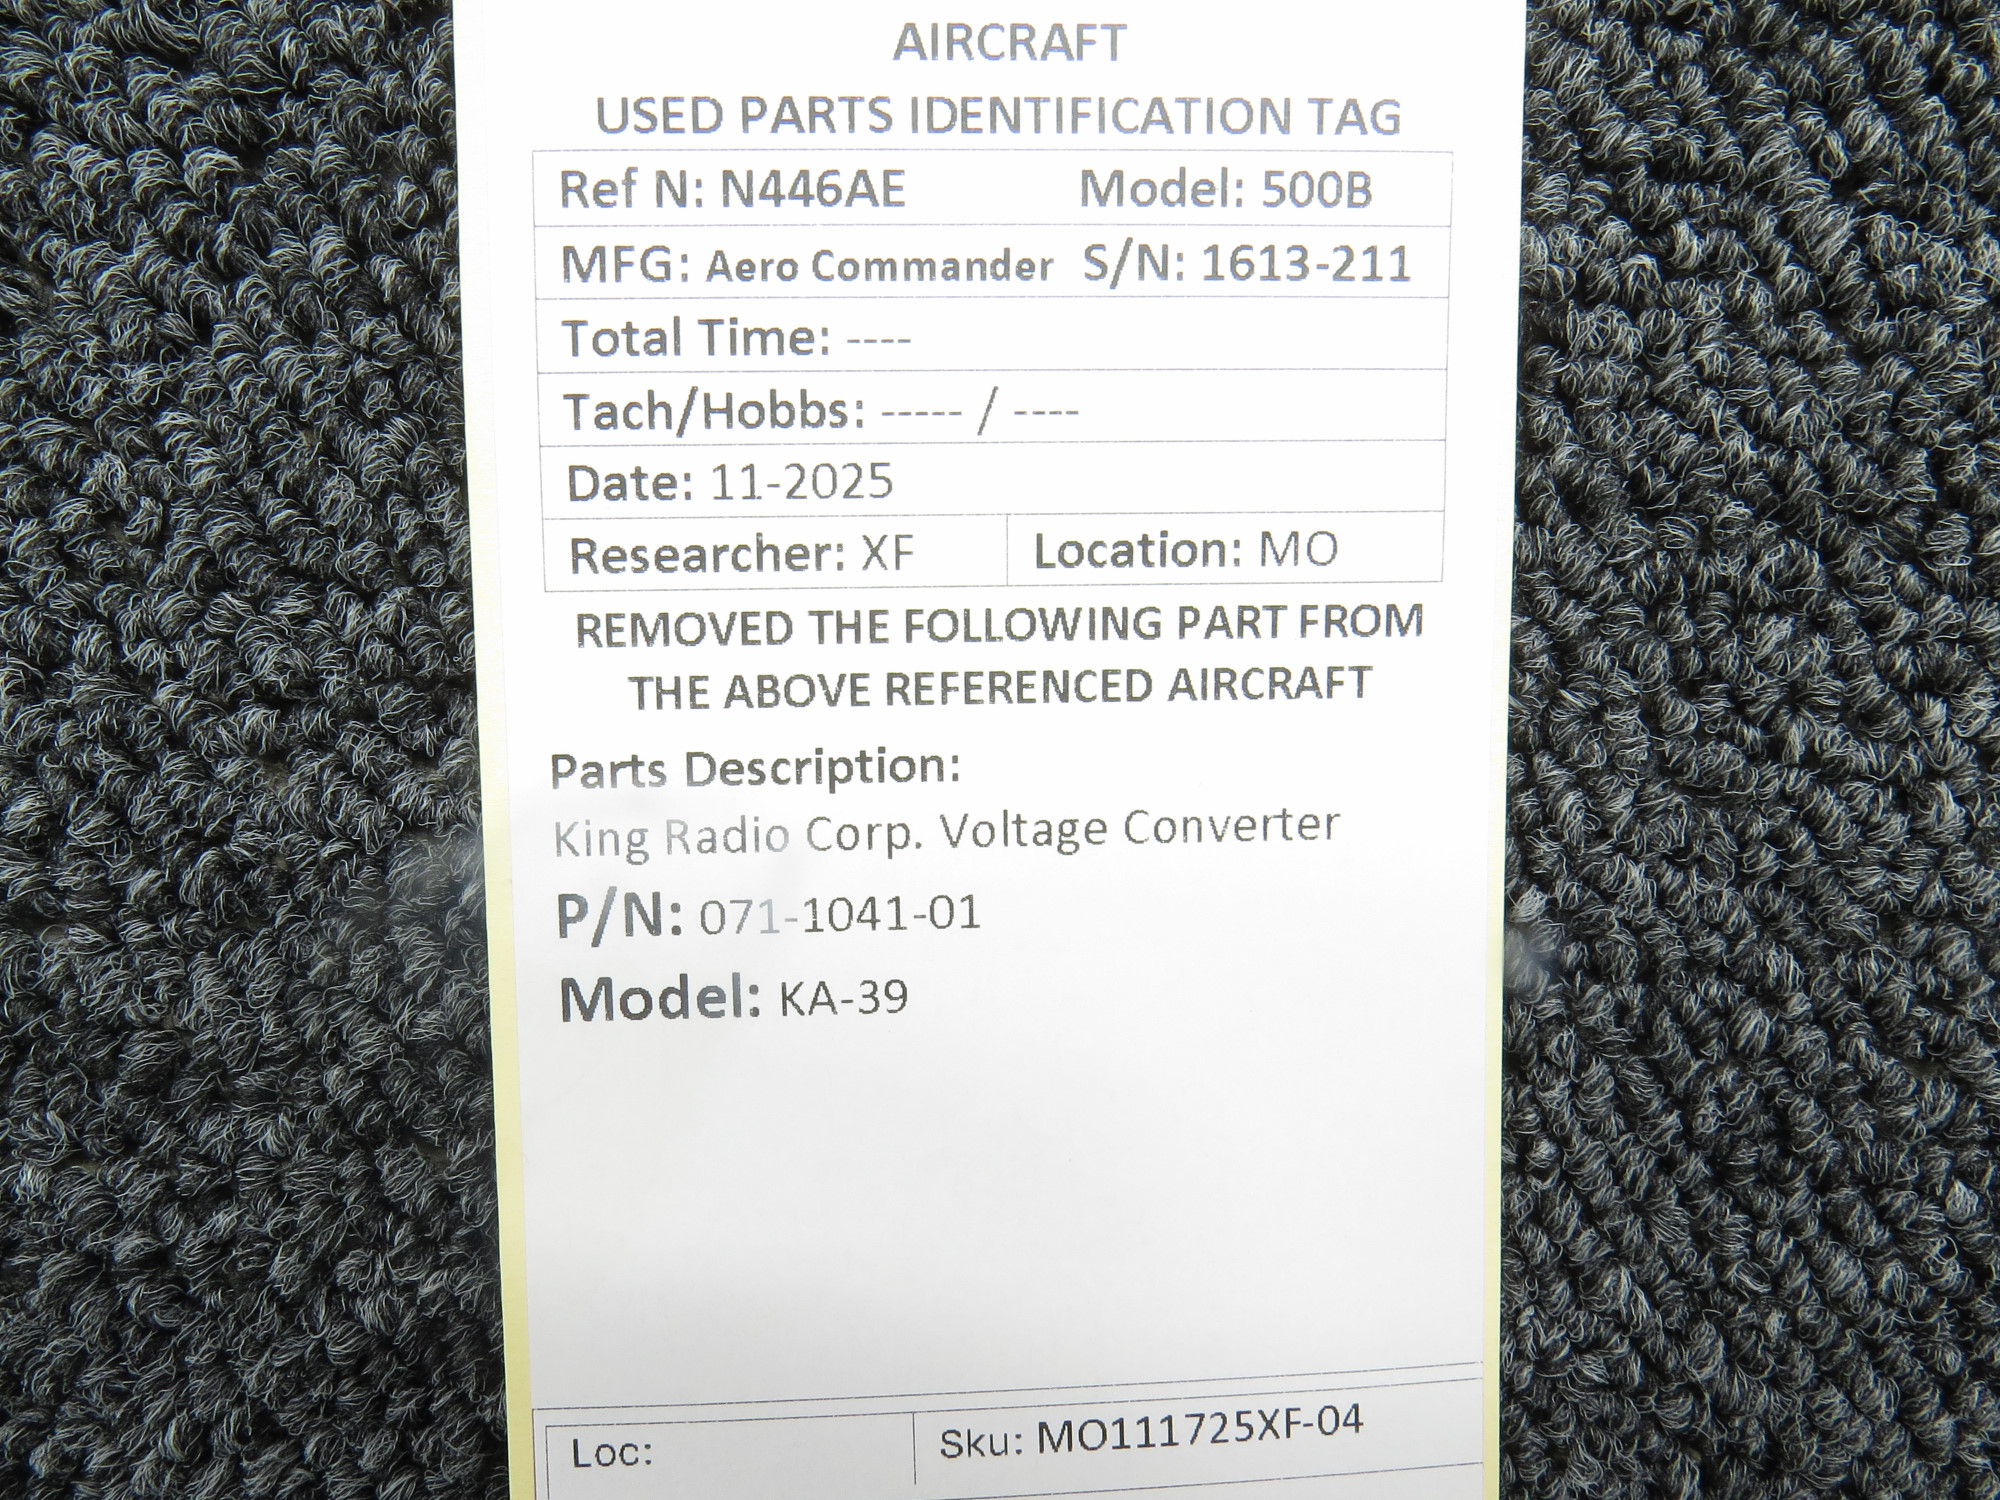 AIRCRAFT
USED PARTS IDENTIFICATION TAG
Ref N: N446AE Model: 500B
MFG: Aero Commander S/N: 1613-211
Total Time: ----
Tach/Hobbs: ----- / ----
Date: 11-2025
Researcher: XF Location: MO
REMOVED THE FOLLOWING PART FROM
THE ABOVE REFERENCED AIRCRAFT
Parts Description:
King Radio Corp. Voltage Converter
P/N: 071-1041-01
Model: KA-39
Loc: Sku: MO111725XF-04